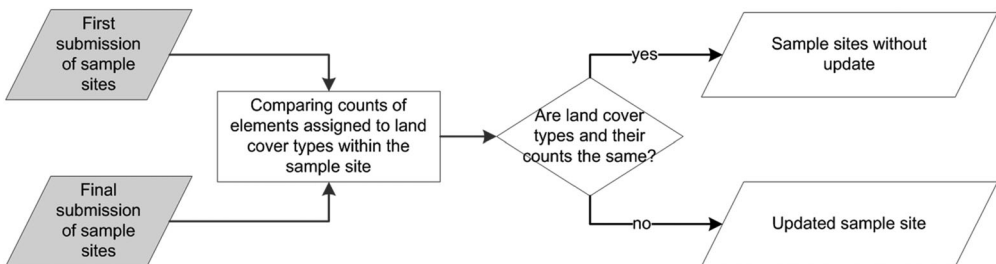 First
submission
of sample
sites
Final
submission
of sample
sites
Comparing counts of
elements assigned to land
cover types within the
sample site
Are land cover
types and their
counts the same?
yes
no
Sample sites without
update
Updated sample site